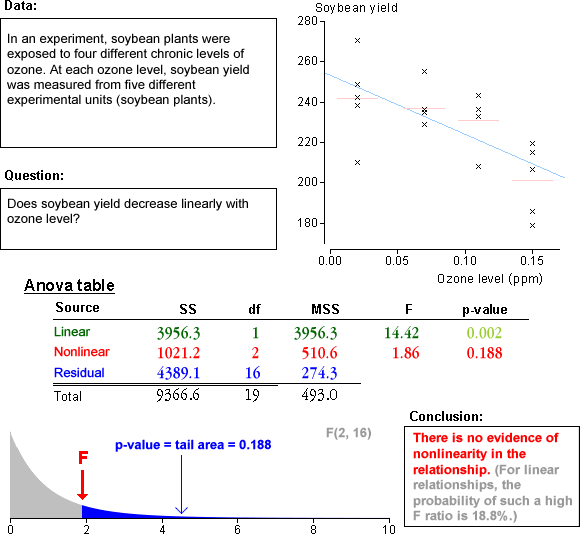 Data:
In an experiment, soybean plants were
exposed to four different chronic levels of
ozone. At each ozone level, soybean yield
was measured from five different
experimental units (soybean plants).
Question:
Does soybean yield decrease linearly with
ozone level?
Soybean yield
280
260
240
220
200
180
0.00 0.05 0.10 0.15
Ozone level (ppm)
Anova table
Source SS df MSS F p-value
Linear 3956.3 1 3956.3 14.42 0.002
Nonlinear 1021.2 2 510.6 1.86 0.188
Residual 4389.1 16 274.3
Total 9366.6 19 493.0
F(2, 16)
p-value = tail area = 0.188
F
0 2 4 6 8 10
Conclusion:
There is no evidence of
nonlinearity in the
relationship. (For linear
relationships, the
probability of such a high
F ratio is 18.8%.)